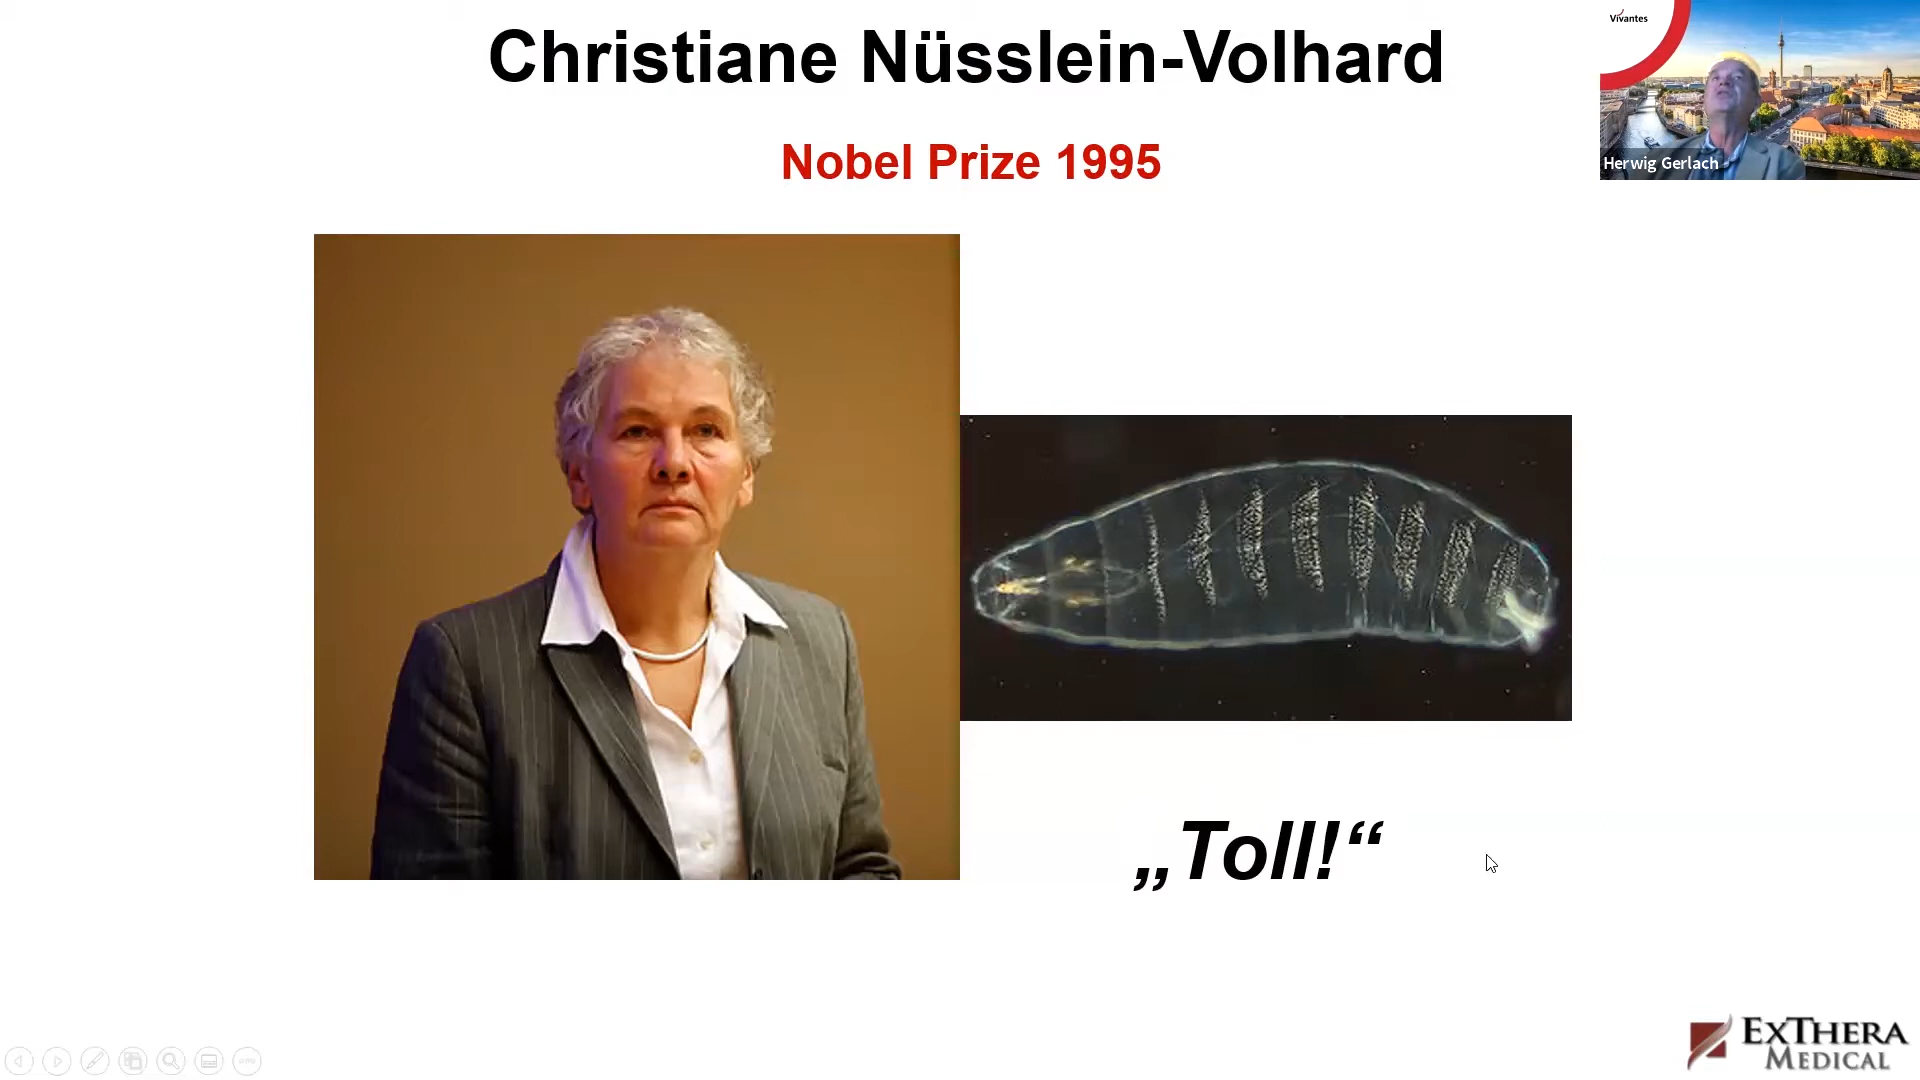 Christiane Nüsslein-Volhard
Nobel Prize 1995
Vivantes
Herwig Gerlach
„Toll!“
EXTHERA
MEDICAL